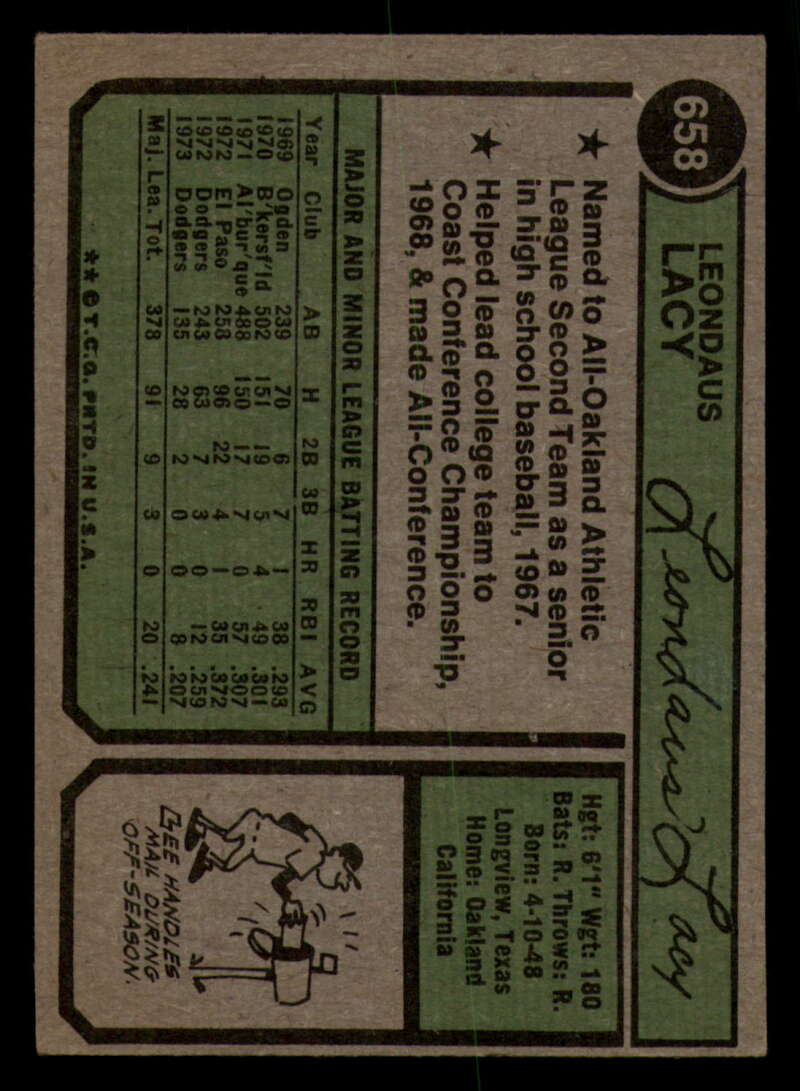 658
LEONDAUS
LACY
Leondaus Lacy
★ Named to All-Oakland Athletic
League Second Team as a senior
in high school baseball, 1967.
★ Helped lead college team to
Coast Conference Championship,
1968, & made All-Conference.
MAJOR AND MINOR LEAGUE BATTING RECORD
Year Club AB H 2B 3B HR RBI AVG
1969 Ogden 239 70 6 7 1 38 .293
1970 B'kersf'ld 502 151 19 5 4 49 .301
1971 Al'bur'que 488 150 17 7 0 57 .307
1972 El Paso 258 96 22 4 1 35 .372
1972 Dodgers 243 63 7 3 0 12 .259
1973 Dodgers 135 28 2 0 0 8 .207
Maj. Lea. Tot. 378 91 9 3 0 20 .241
**© T.C.G. PRTD. IN U.S.A.
Hgt: 6'1" Wgt: 180
Bats: R. Throws: R.
Born: 4-10-48
Longview, Texas
Home: Oakland
California
LEE HANDLES
MAIL DURING
OFF-SEASON.